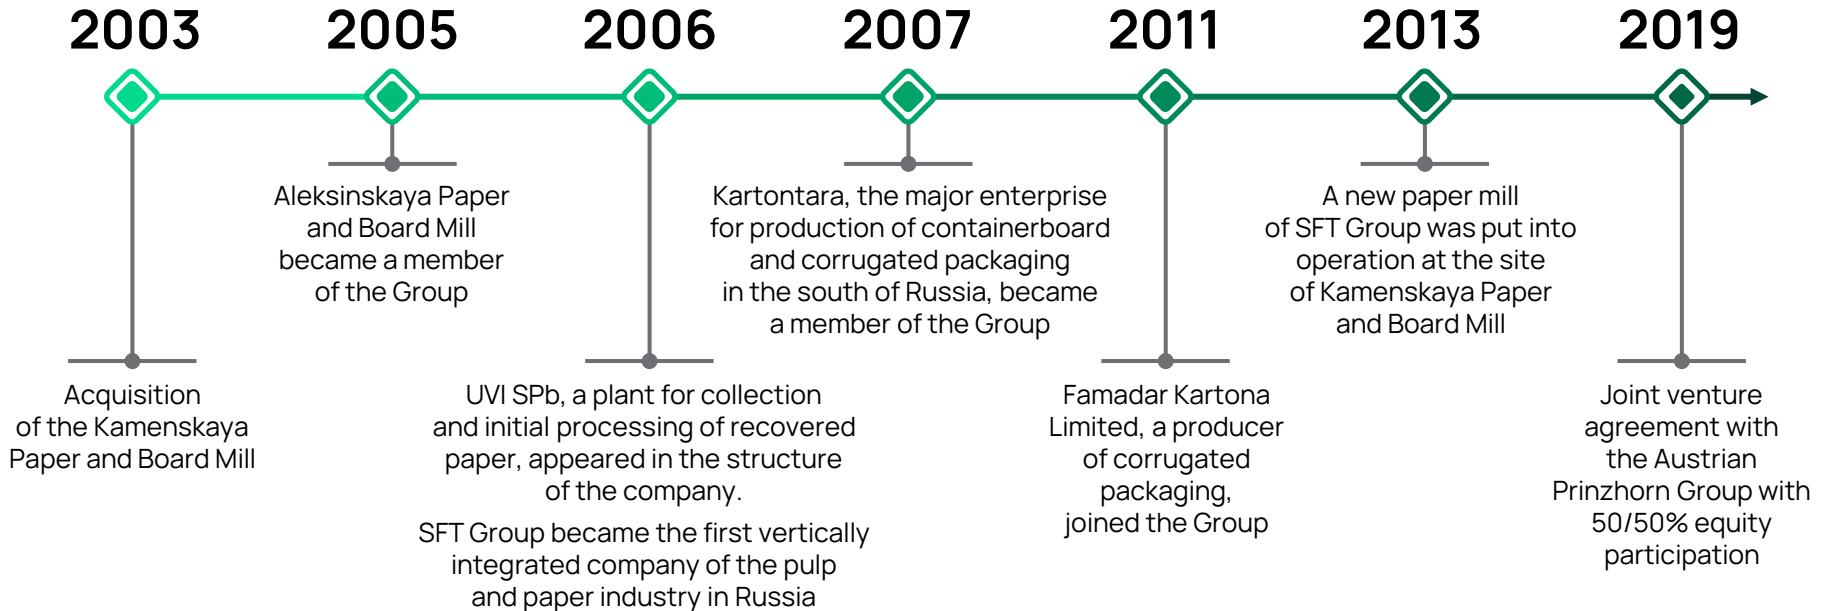 2003
Acquisition
of the Kamenskaya
Paper and Board Mill
2005
Aleksinskaya Paper
and Board Mill
became a member
of the Group
2006
UVI SPb, a plant for collection
and initial processing of recovered
paper, appeared in the structure
of the company.
SFT Group became the first vertically
integrated company of the pulp
and paper industry in Russia
2007
Kartontara, the major enterprise
for production of containerboard
and corrugated packaging
in the south of Russia, became
a member of the Group
2011
Famadar Kartona
Limited, a producer
of corrugated
packaging,
joined the Group
2013
A new paper mill
of SFT Group was put into
operation at the site
of Kamenskaya Paper
and Board Mill
2019
Joint venture
agreement with
the Austrian
Prinzhorn Group with
50/50% equity
participation